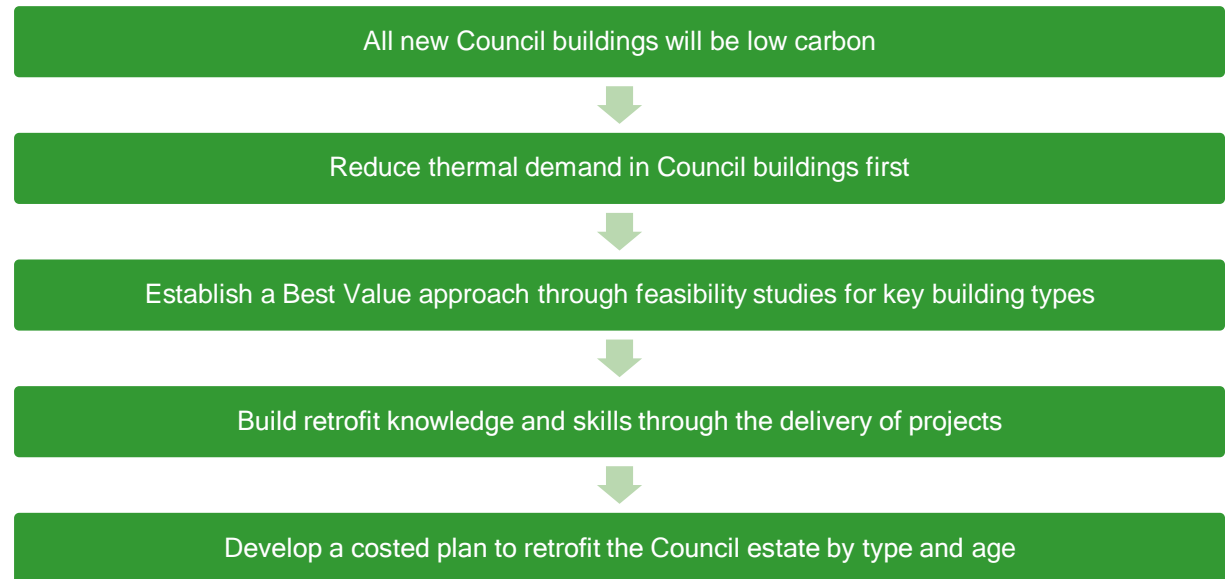 All new Council buildings will be low carbon
Reduce thermal demand in Council buildings first
Establish a Best Value approach through feasibility studies for key building types
Build retrofit knowledge and skills through the delivery of projects
Develop a costed plan to retrofit the Council estate by type and age